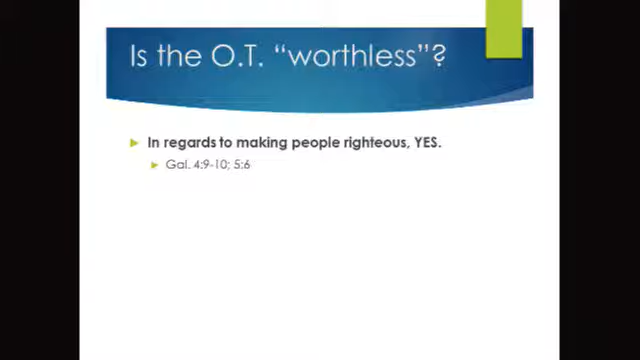 Is the O.T. “worthless”?
In regards to making people righteous, YES.
Gal. 4:9-10; 5:6